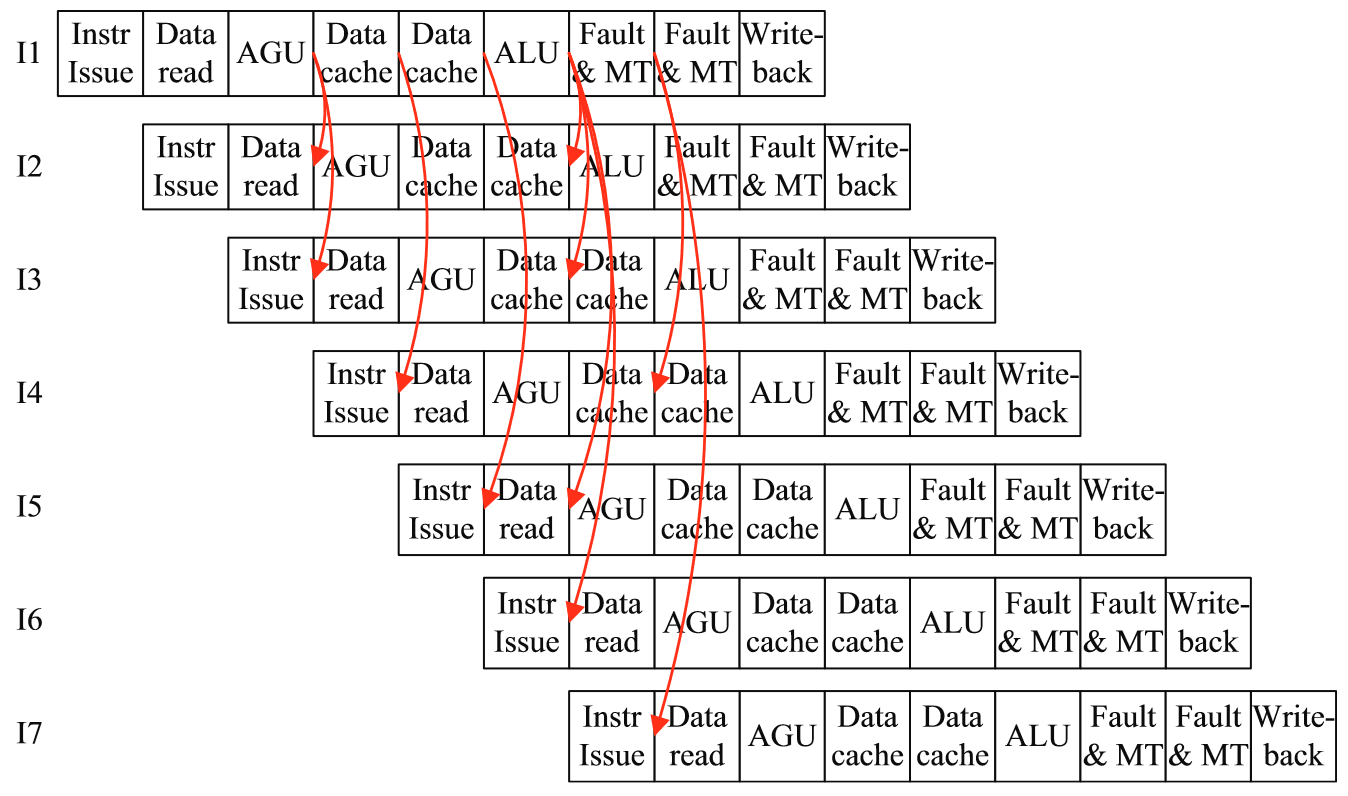 I1
Instr
Issue
Data
read
AGU
Data
cache
Data
cache
ALU
Fault
& MT
Fault
& MT
Write-
back
I2
Instr
Issue
Data
read
AGU
Data
cache
Data
cache
ALU
Fault
& MT
Fault
& MT
Write-
back
I3
Instr
Issue
Data
read
AGU
Data
cache
Data
cache
ALU
Fault
& MT
Fault
& MT
Write-
back
I4
Instr
Issue
Data
read
AGU
Data
cache
Data
cache
ALU
Fault
& MT
Fault
& MT
Write-
back
I5
Instr
Issue
Data
read
AGU
Data
cache
Data
cache
ALU
Fault
& MT
Fault
& MT
Write-
back
I6
Instr
Issue
Data
read
AGU
Data
cache
Data
cache
ALU
Fault
& MT
Fault
& MT
Write-
back
I7
Instr
Issue
Data
read
AGU
Data
cache
Data
cache
ALU
Fault
& MT
Fault
& MT
Write-
back